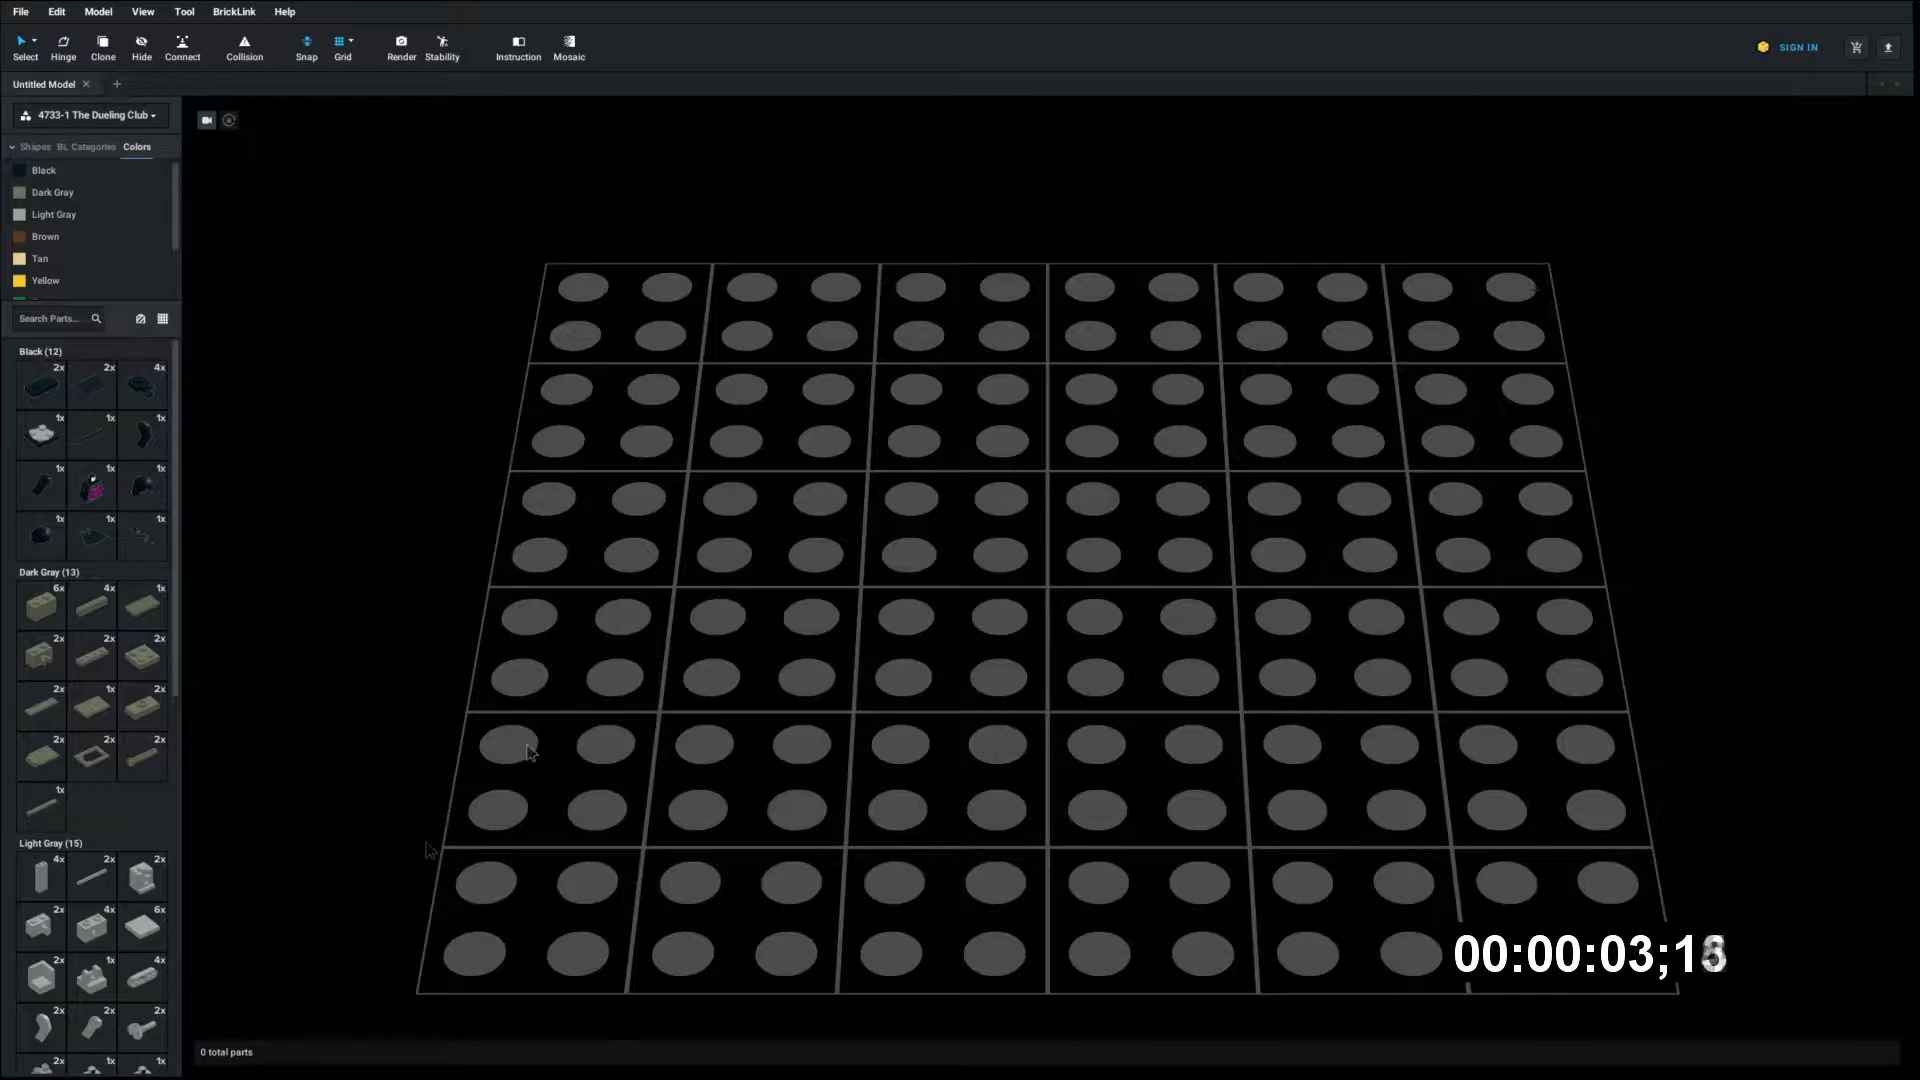 File Edit Model View Tool BrickLink Help
Select Hinge Clone Hide Connect Collision Snap Grid Render Stability Instruction Mosaic SIGN IN
Untitled Model
4733-1 The Dueling Club
Shapes BL Categories Colors
Black
Dark Gray
Light Gray
Brown
Tan
Yellow
Search Parts...
Black (12)
2x 2x 4x
1x 1x 1x
1x 1x 1x
1x 1x 1x
Dark Gray (13)
6x 4x 1x
2x 2x 2x
2x 1x 2x
2x 2x 2x
1x
Light Gray (15)
4x 2x 2x
2x 4x 6x
2x 1x 4x
2x 2x 2x
2x 1x 1x
0 total parts